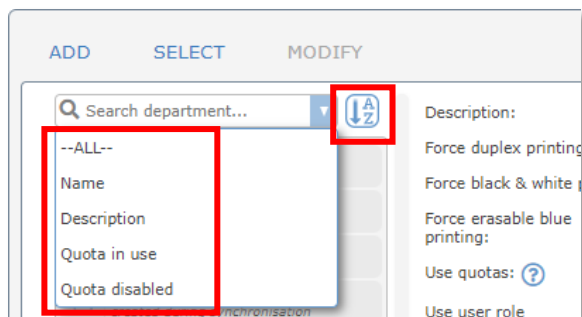 ADD SELECT MODIFY
Search department...
A
Z
--ALL--
Name
Description
Quota in use
Quota disabled
synchronisation
Description:
Force duplex printing
Force black & white
Force erasable blue
printing:
Use quotas: ?
Use user role